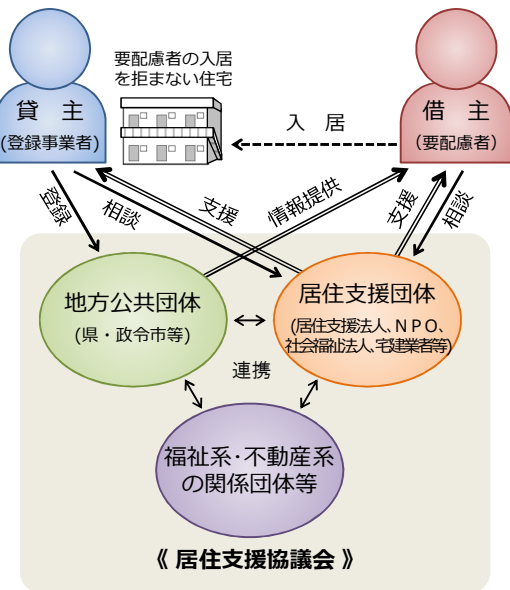 要配慮者の入居
を拒まない住宅
貸 主
(登録事業者)
入 居
借 主
(要配慮者)
登録
相談
支援
情報提供
支援
相談
地方公共団体
(県・政令市等)
居住支援団体
(居住支援法人、NPO、
社会福祉法人、宅建業者等)
連携
福祉系・不動産系
の関係団体等
《 居住支援協議会 》